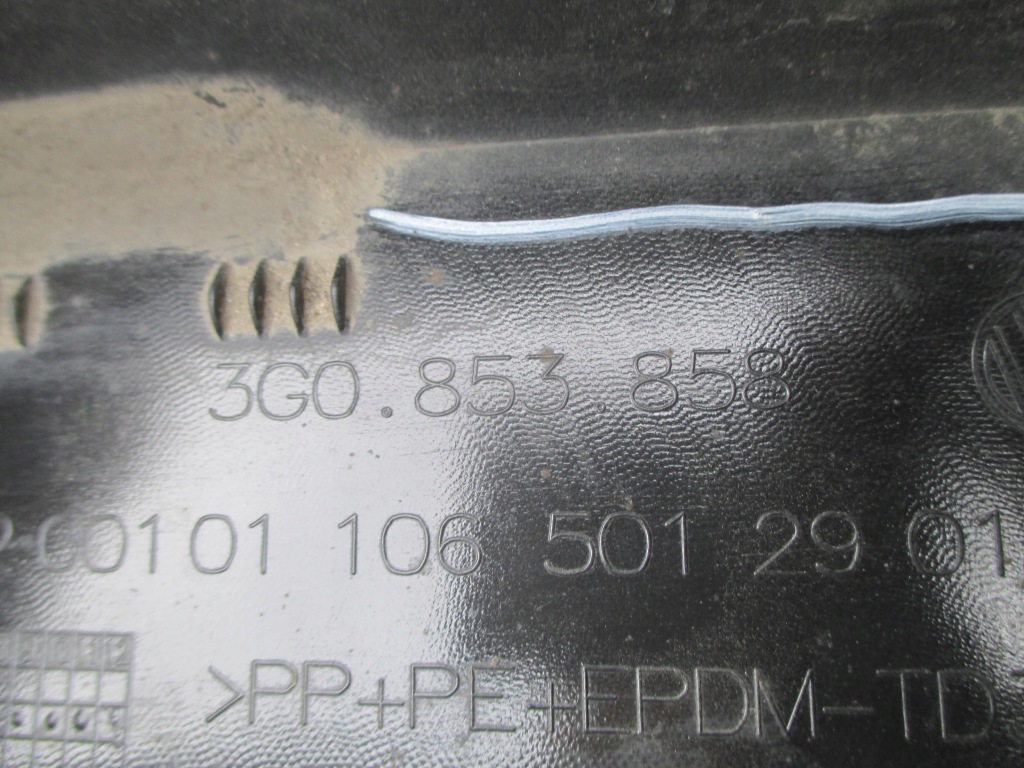 3G0.853.858
00101 106 501 29 01
>PP+PE+EPDM-TD